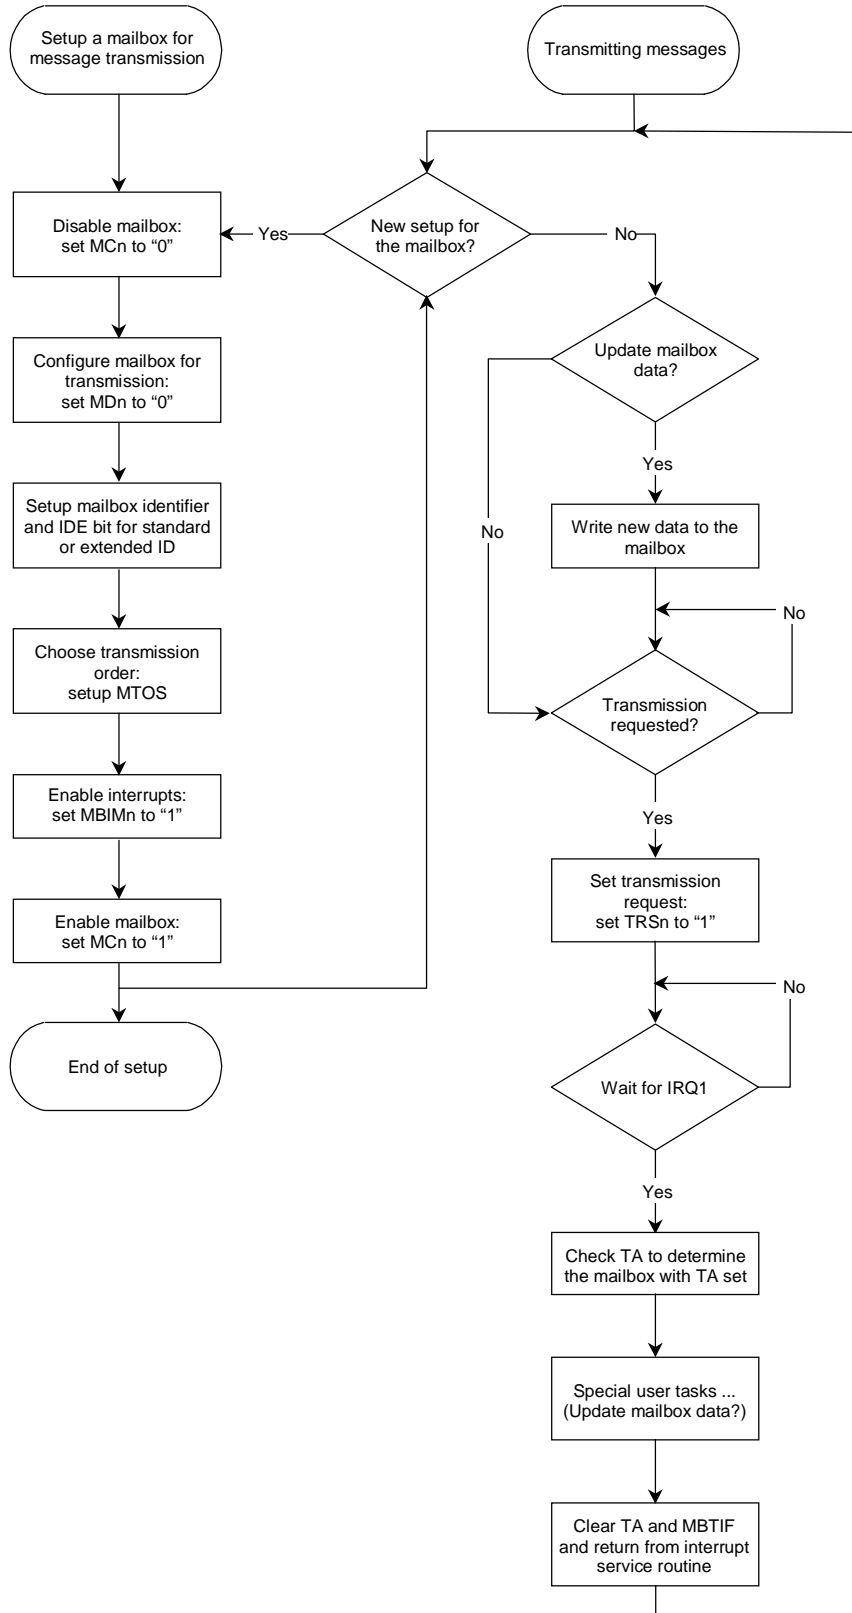 Setup a mailbox for
message transmission
Disable mailbox:
set MCn to “0”
Configure mailbox for
transmission:
set MDn to “0”
Setup mailbox identifier
and IDE bit for standard
or extended ID
Choose transmission
order:
setup MTOS
Enable interrupts:
set MBIMn to “1”
Enable mailbox:
set MCn to “1”
End of setup
Transmitting messages
New setup for
the mailbox?
Yes
No
Update mailbox
data?
Yes
No
Write new data to the
mailbox
No
Transmission
requested?
Yes
Set transmission
request:
set TRSn to “1”
No
Wait for IRQ1
Yes
Check TA to determine
the mailbox with TA set
Special user tasks ...
(Update mailbox data?)
Clear TA and MBTIF
and return from interrupt
service routine